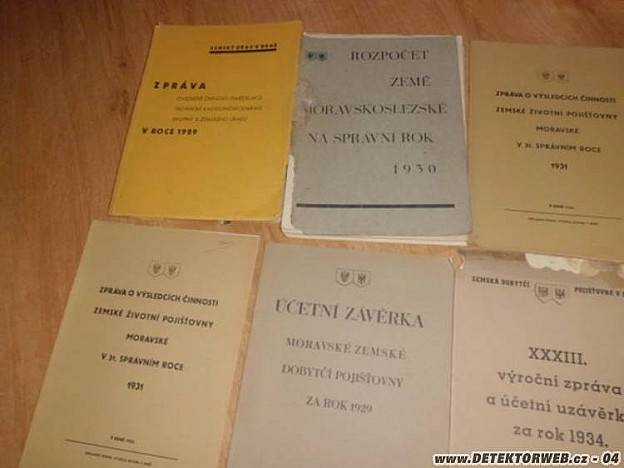 ZEMSKÝ ÚŘAD V BRNĚ
ZPRÁVA
V ROCE 1929
ROZPOČET
ZEMĚ
MORAVSKOSLEZSKÉ
NA SPRÁVNÍ ROK
1930
ZPRÁVA O VÝSLEDCÍCH ČINNOSTI
ZEMSKÉ ŽIVOTNÍ POJIŠŤOVNY
MORAVSKÉ
V 31. SPRÁVNÍM ROCE
1931
ZPRÁVA O VÝSLEDCÍCH ČINNOSTI
ZEMSKÉ ŽIVOTNÍ POJIŠŤOVNY
MORAVSKÉ
V 31. SPRÁVNÍM ROCE
1931
ÚČETNÍ ZÁVĚRKA
MORAVSKÉ ZEMSKÉ
DOBYTČÍ POJIŠŤOVNY
ZA ROK 1929
ZEMSKÁ DOBYTČÍ POJIŠŤOVNA V
XXXIII.
výroční zpráva
a účetní uzávěrk
za rok 1934.
www.DETEKTORWEB.cz - 04